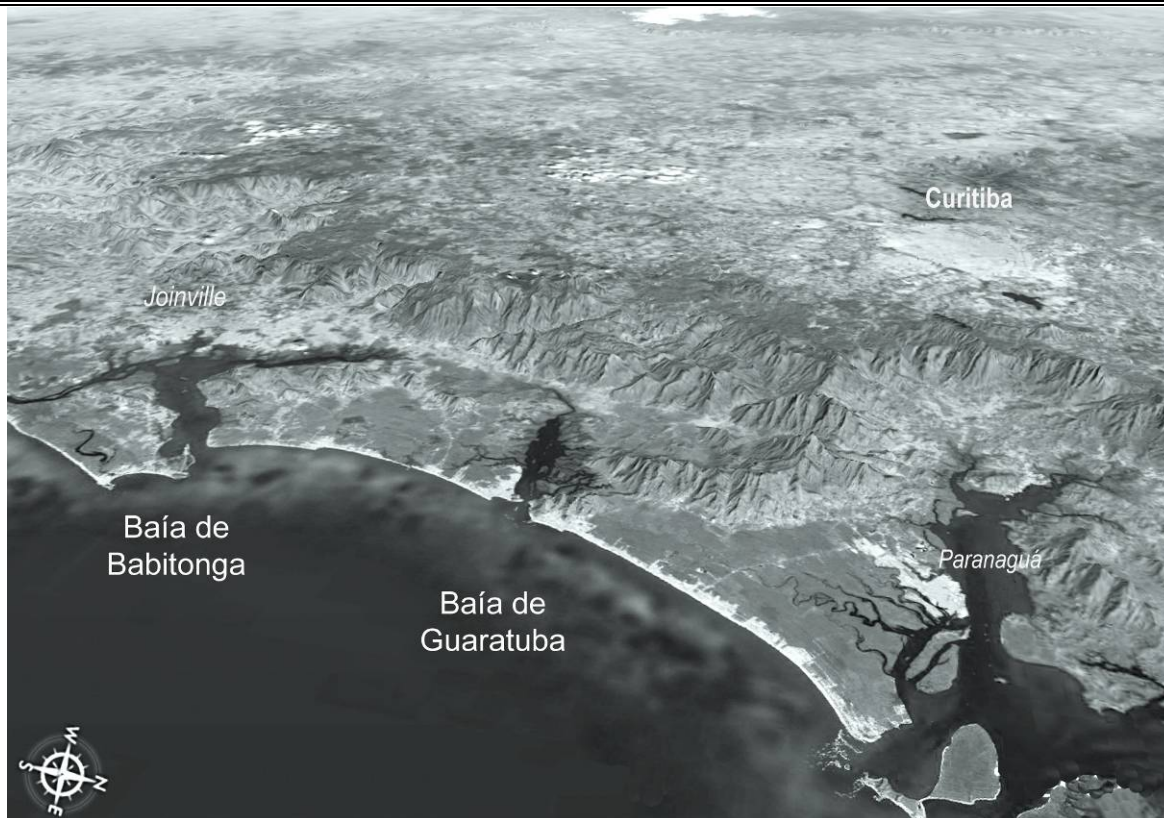 Curitiba
Joinville
Baía de
Babitonga
Paranaguá
Baía de
Guaratuba
W
S
N
E